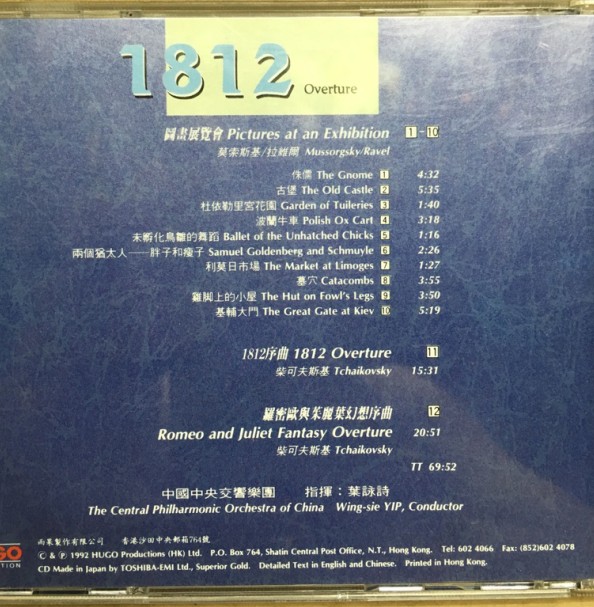 1812 Overture
圖畫展覽會 Pictures at an Exhibition 1 - 10
莫索斯基/拉維爾 Mussorgsky/Ravel
侏儒 The Gnome 1 4:32
古堡 The Old Castle 2 5:35
杜依勒里宮花園 Garden of Tuileries 3 1:40
波蘭牛車 Polish Ox Cart 4 3:18
未孵化鳥雛的舞蹈 Ballet of the Unhatched Chicks 5 1:16
兩個猶太人——胖子和瘦子 Samuel Goldenberg and Schmuyle 6 2:26
利莫日市場 The Market at Limoges 7 1:27
墓穴 Catacombs 8 3:55
雞脚上的小屋 The Hut on Fowl's Legs 9 3:50
基輔大門 The Great Gate at Kiev 10 5:19
1812序曲 1812 Overture 11
柴可夫斯基 Tchaikovsky 15:31
羅密歐與茱麗葉幻想序曲 12
Romeo and Juliet Fantasy Overture 20:51
柴可夫斯基 Tchaikovsky
TT 69:52
中國中央交響樂團 指揮：葉詠詩
The Central Philharmonic Orchestra of China Wing-sie YIP, Conductor
雨果製作有限公司 香港沙田中央郵箱764號
© & ℗ 1992 HUGO Productions (HK) Ltd. P.O. Box 764, Shatin Central Post Office, N.T., Hong Kong. Tel: 602 4066 Fax: (852)602 4078
CD Made in Japan by TOSHIBA-EMI Ltd., Superior Gold. Detailed Text in English and Chinese. Printed in Hong Kong.